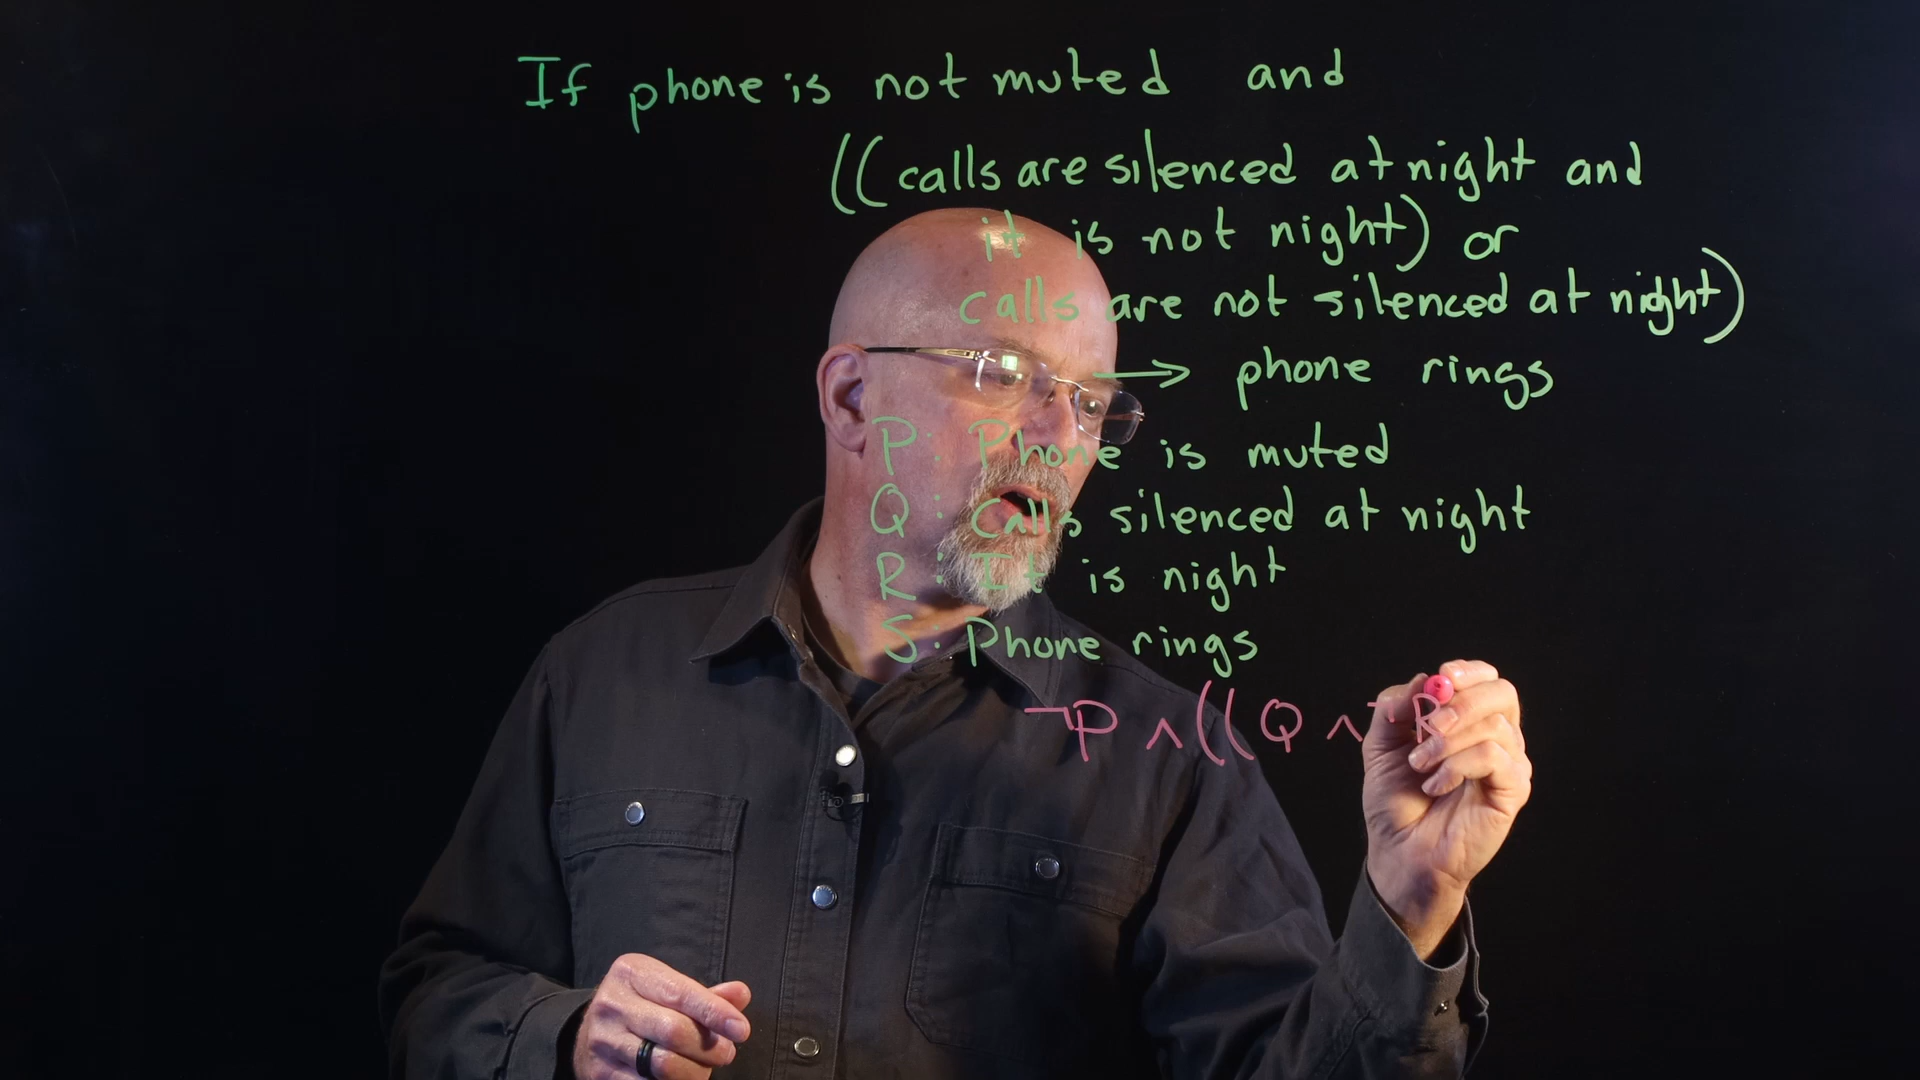 If phone is not muted and
((calls are silenced at night and
it is not night) or
calls are not silenced at night)
→ phone rings
P: Phone is muted
Q: Calls silenced at night
R: It is night
S: Phone rings
¬P ∧ ((Q ∧ ¬R